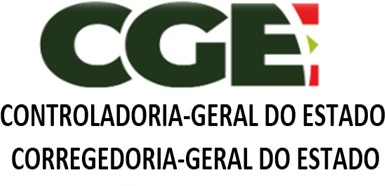 CGE
CONTROLADORIA-GERAL DO ESTADO
CORREGEDORIA-GERAL DO ESTADO